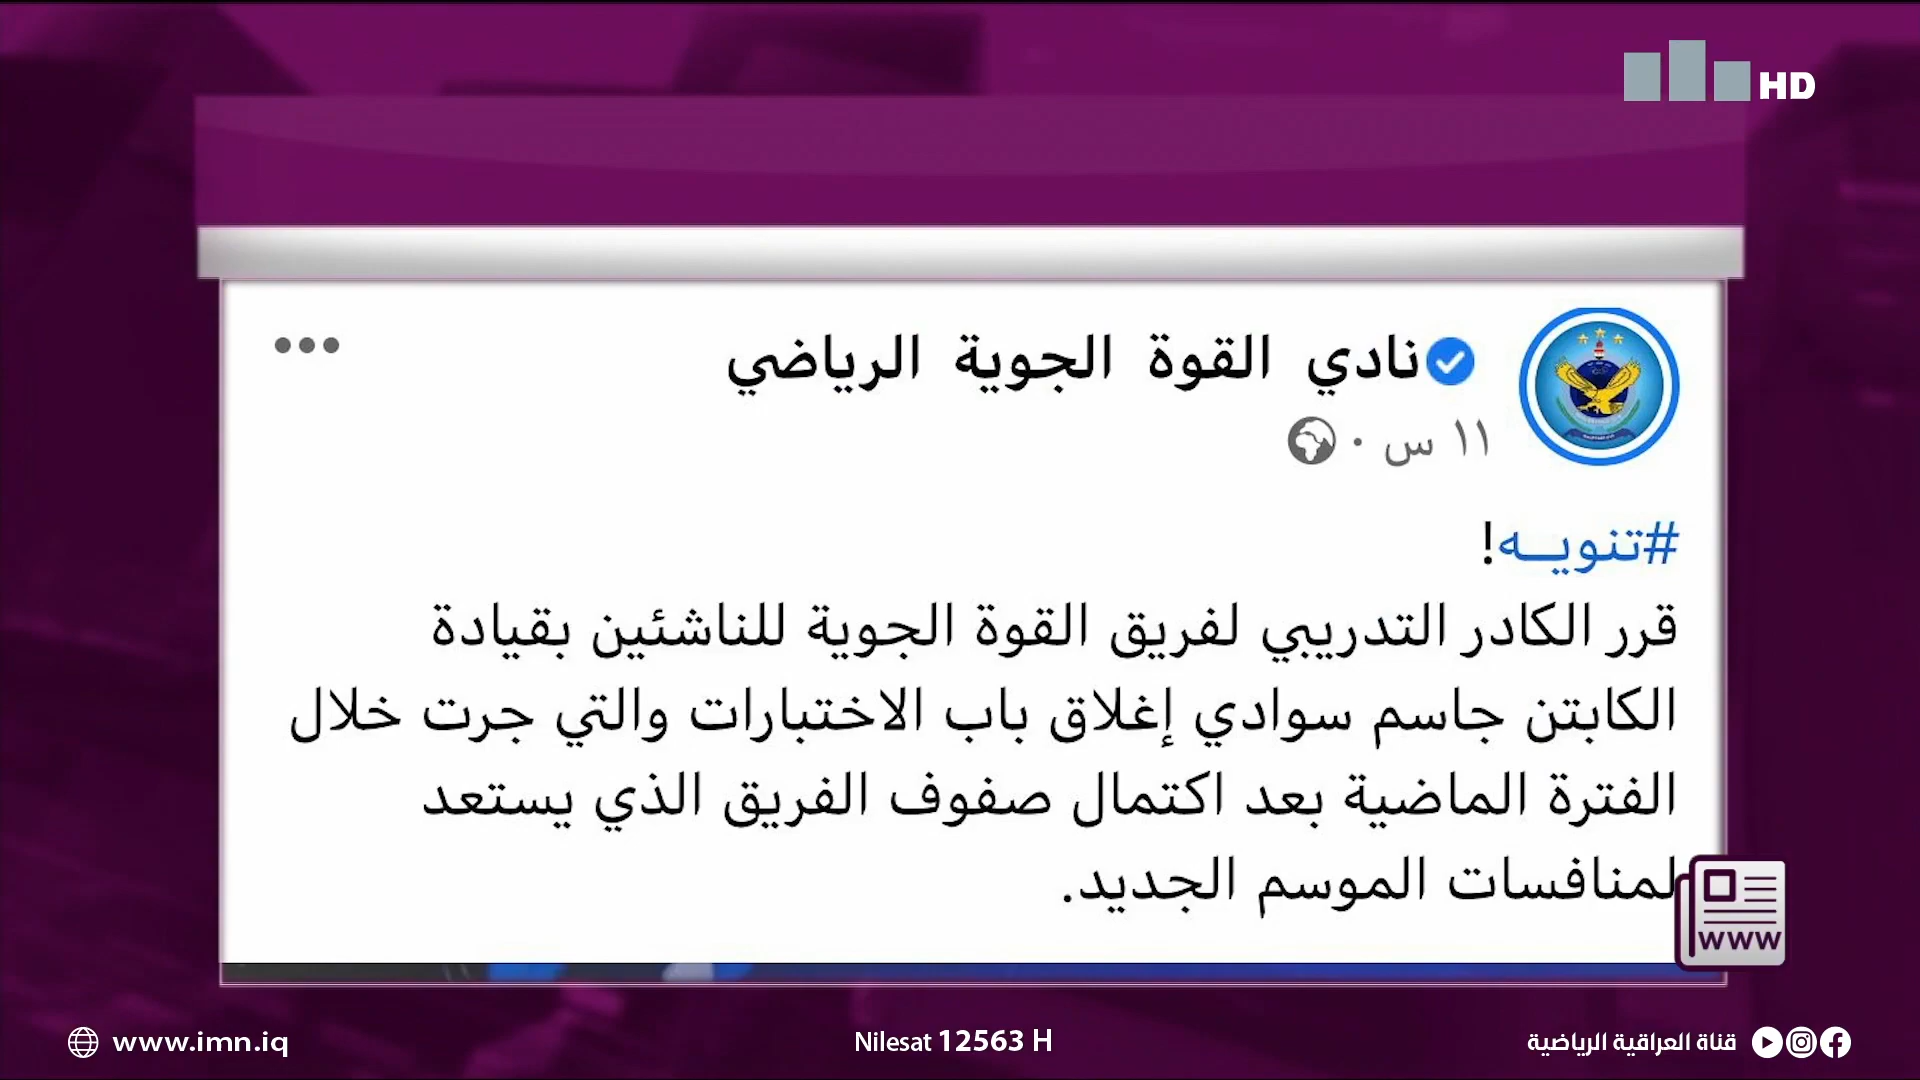 HD
نادي القوة الجوية الرياضي
١١ س ·
#تنويـــه!
قرر الكادر التدريبي لفريق القوة الجوية للناشئين بقيادة
الكابتن جاسم سوادي إغلاق باب الاختبارات والتي جرت خلال
الفترة الماضية بعد اكتمال صفوف الفريق الذي يستعد
لمنافسات الموسم الجديد.
www
www.imn.iq
Nilesat 12563 H
قناة العراقية الرياضية